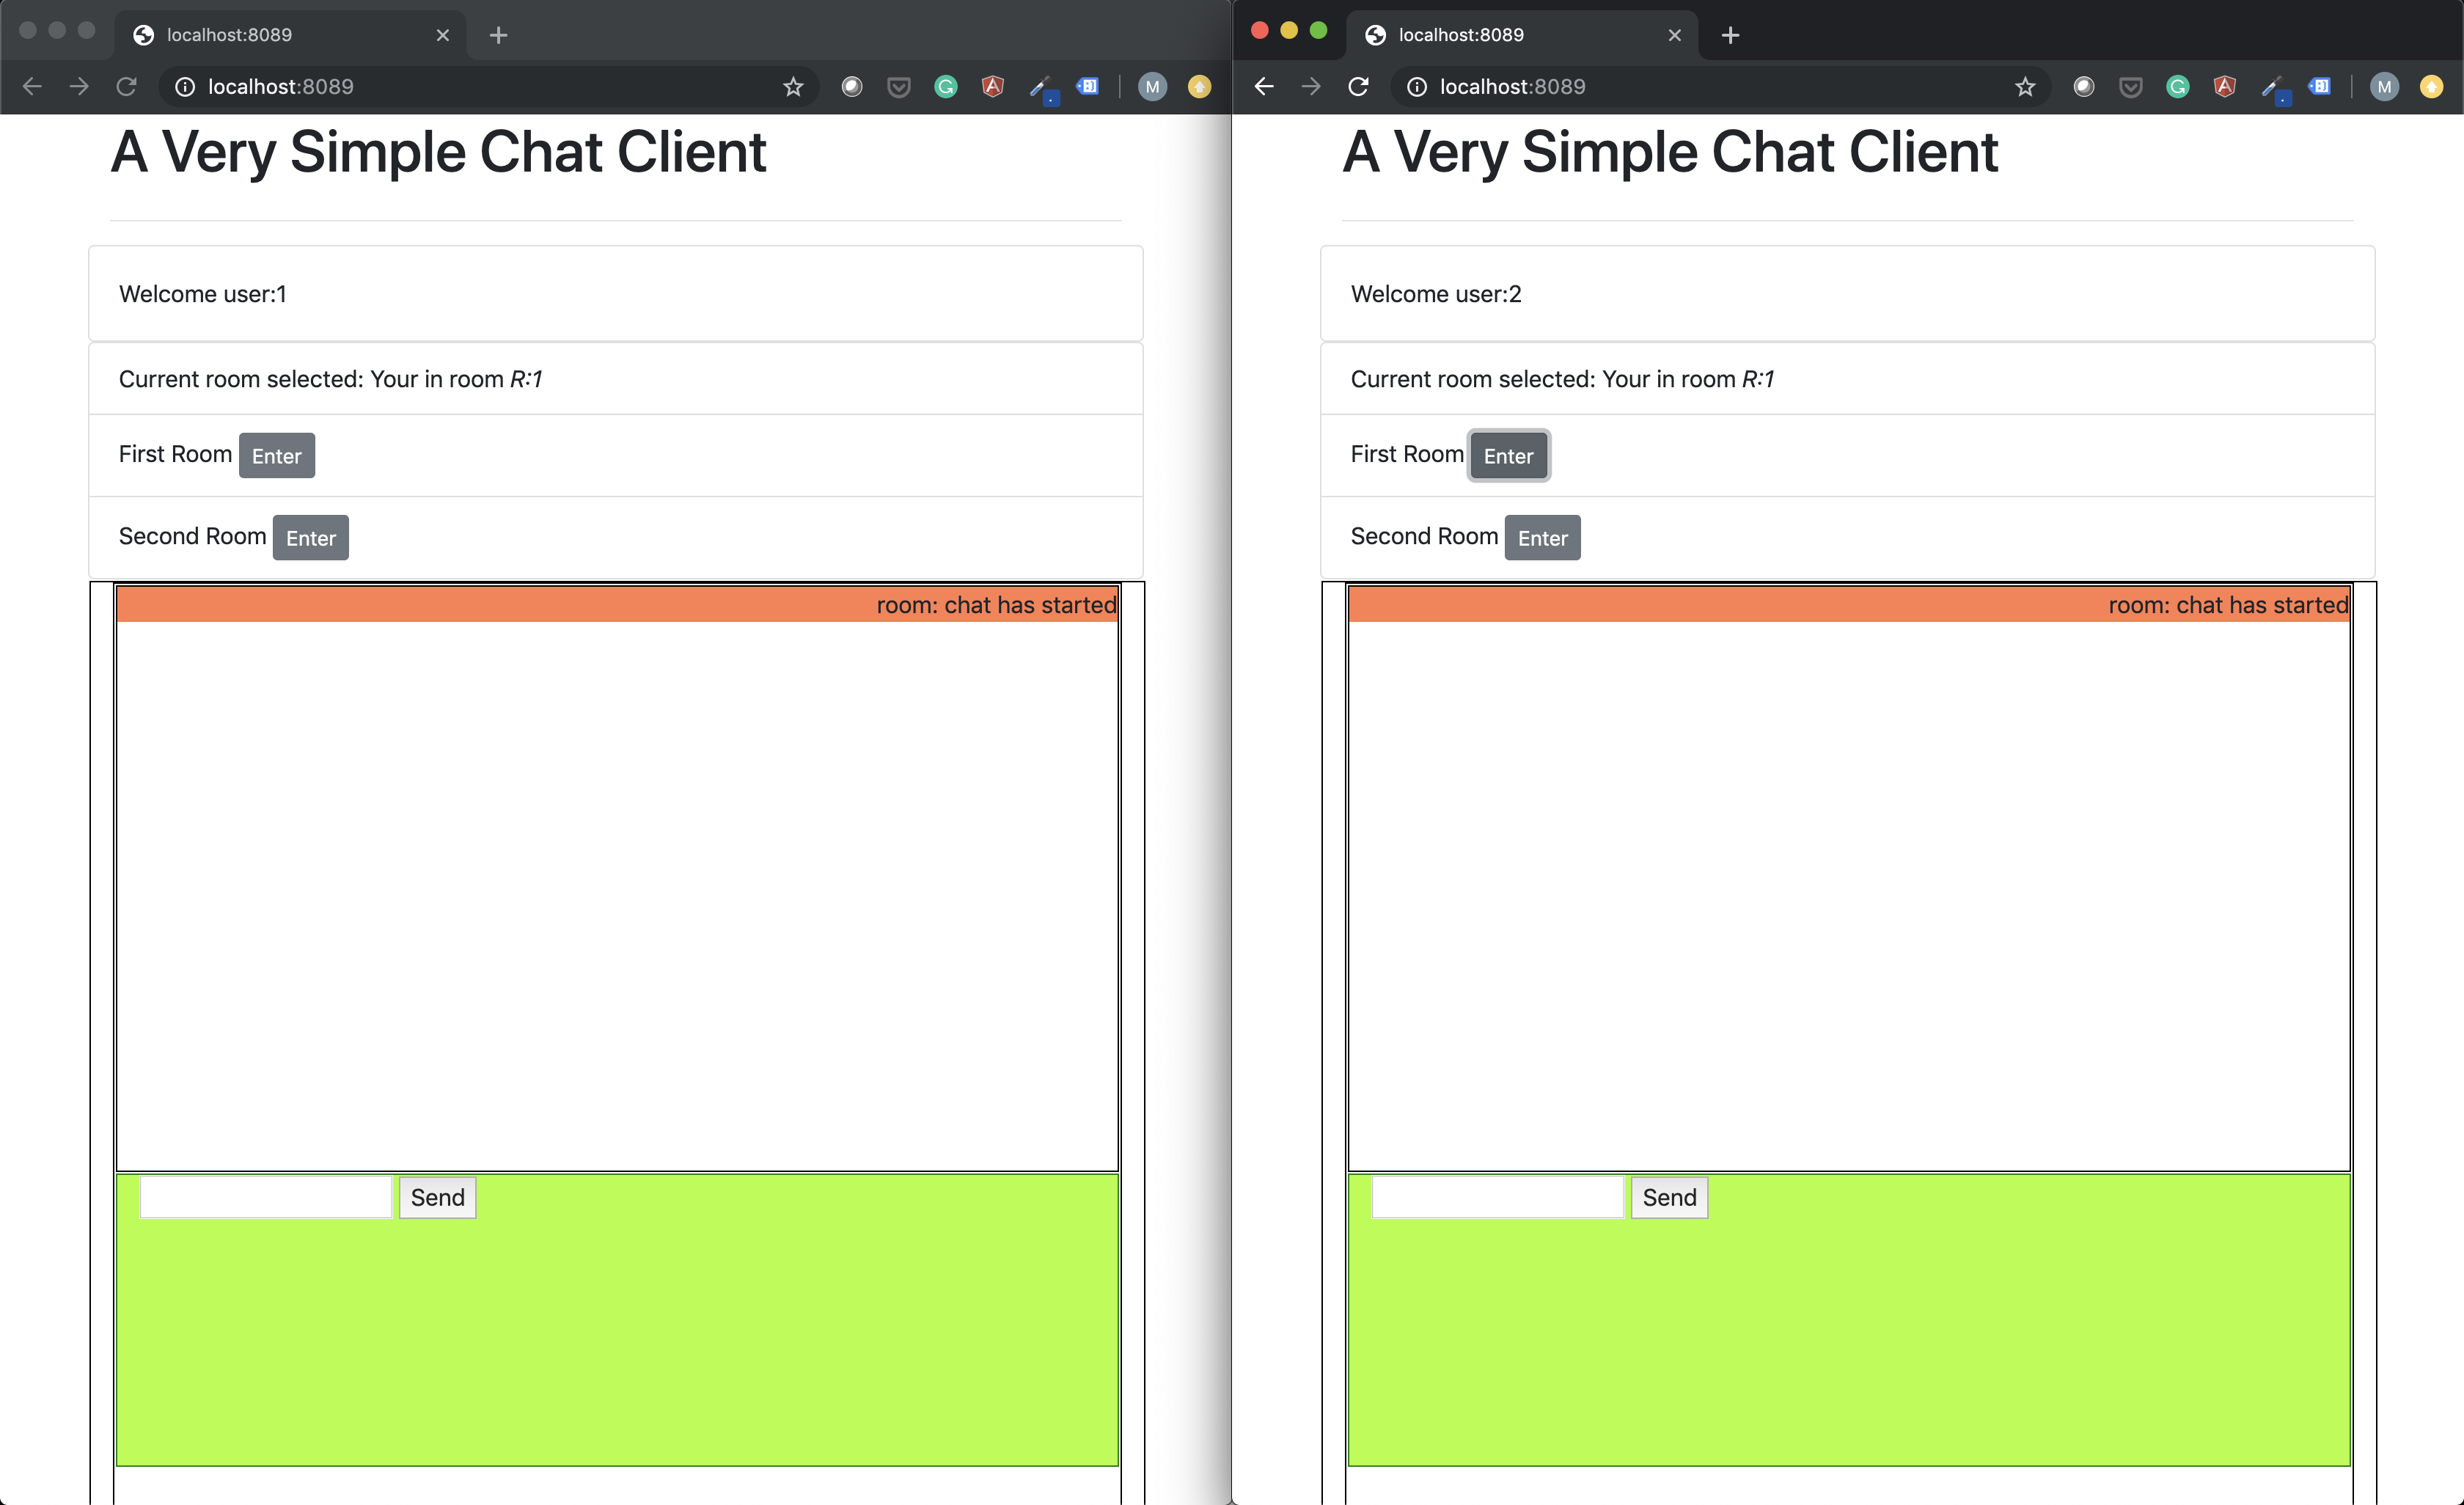 localhost:8089
localhost:8089
M
A Very Simple Chat Client
Welcome user:1
Current room selected: Your in room R:1
First Room Enter
Second Room Enter
room: chat has started
Send
localhost:8089
localhost:8089
M
A Very Simple Chat Client
Welcome user:2
Current room selected: Your in room R:1
First Room Enter
Second Room Enter
room: chat has started
Send